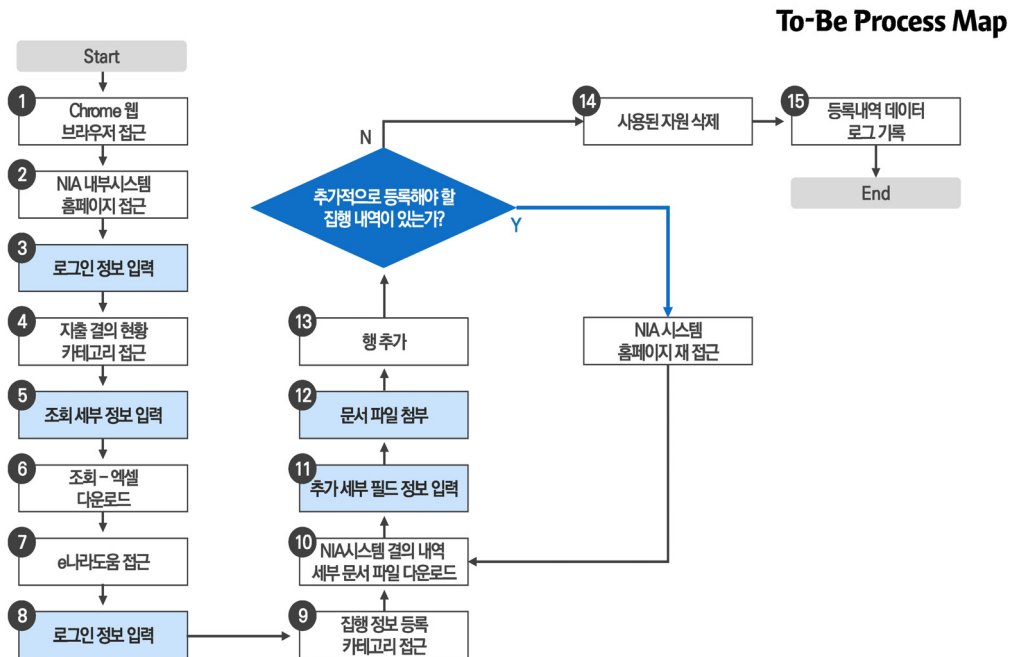 To-Be Process Map
Start
1
Chrome 웹
브라우저 접근
2
NIA 내부시스템
홈페이지 접근
3
로그인 정보 입력
4
지출 결의 현황
카테고리 접근
5
조회 세부 정보 입력
6
조회 – 엑셀
다운로드
7
e나라도움 접근
8
로그인 정보 입력
9
집행 정보 등록
카테고리 접근
10
NIA시스템 결의 내역
세부 문서 파일 다운로드
11
추가 세부 필드 정보 입력
12
문서 파일 첨부
13
행 추가
추가적으로 등록해야 할
집행 내역이 있는가?
N
Y
NIA 시스템
홈페이지 재 접근
14
사용된 자원 삭제
15
등록내역 데이터
로그 기록
End